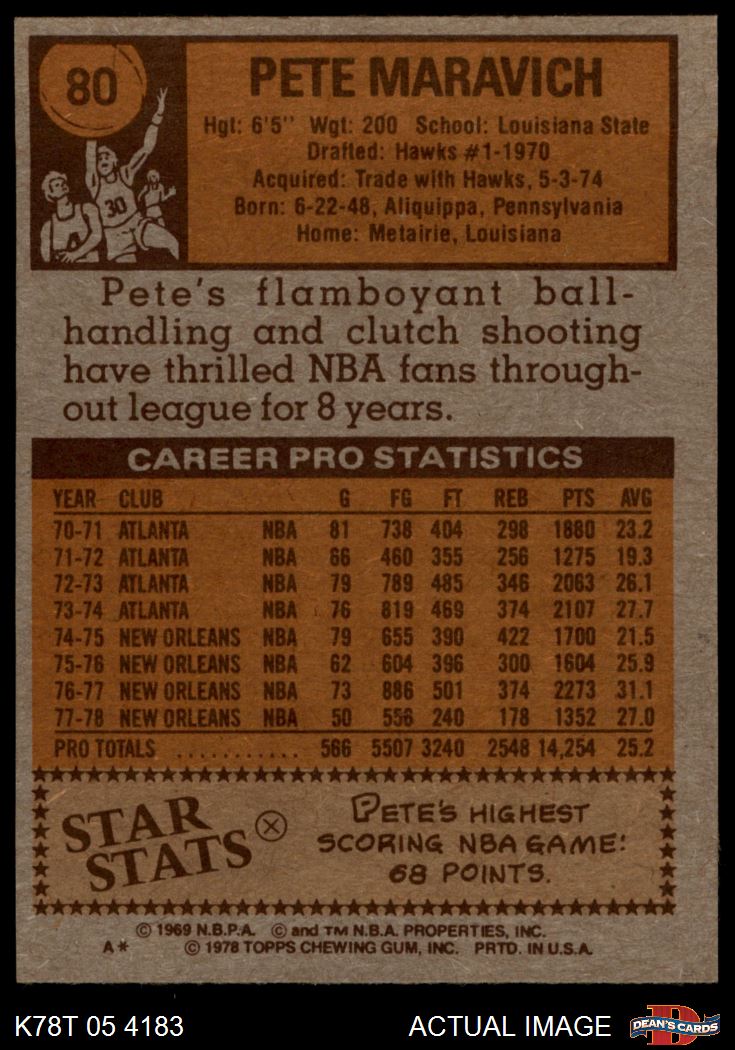 80
30
PETE MARAVICH
Hgt: 6'5" Wgt: 200 School: Louisiana State
Drafted: Hawks #1-1970
Acquired: Trade with Hawks, 5-3-74
Born: 6-22-48, Aliquippa, Pennsylvania
Home: Metairie, Louisiana
Pete's flamboyant ball-
handling and clutch shooting
have thrilled NBA fans through-
out league for 8 years.
CAREER PRO STATISTICS
YEAR CLUB G FG FT REB PTS AVG
70-71 ATLANTA NBA 81 738 404 298 1880 23.2
71-72 ATLANTA NBA 66 460 355 256 1275 19.3
72-73 ATLANTA NBA 79 789 485 346 2063 26.1
73-74 ATLANTA NBA 76 819 469 374 2107 27.7
74-75 NEW ORLEANS NBA 79 655 390 422 1700 21.5
75-76 NEW ORLEANS NBA 62 604 396 300 1604 25.9
76-77 NEW ORLEANS NBA 73 886 501 374 2273 31.1
77-78 NEW ORLEANS NBA 50 556 240 178 1352 27.0
PRO TOTALS ........... 566 5507 3240 2548 14,254 25.2
STAR
STATS
PETE'S HIGHEST
SCORING NBA GAME:
68 POINTS.
© 1969 N.B.P.A. © and TM N.B.A. PROPERTIES, INC.
A* © 1978 TOPPS CHEWING GUM, INC. PRTD. IN U.S.A.
K78T 05 4183 ACTUAL IMAGE D DEAN'S CARDS